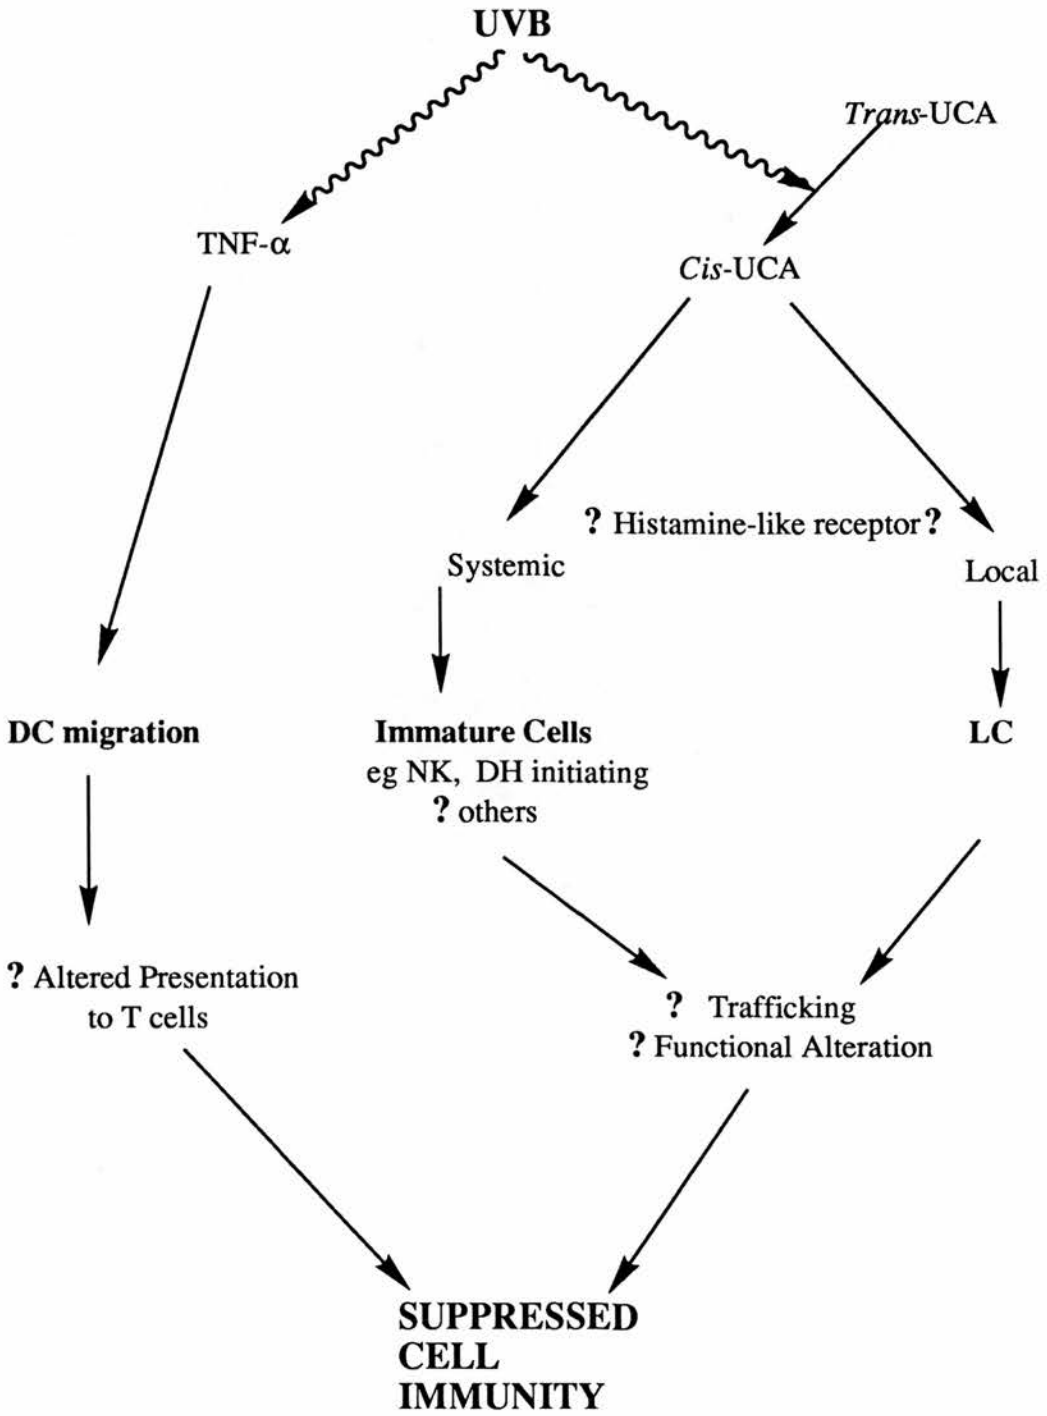 UVB
Trans-UCA
TNF-α
Cis-UCA
? Histamine-like receptor ?
Systemic
Local
DC migration
Immature Cells
eg NK, DH initiating
? others
LC
? Altered Presentation
to T cells
? Trafficking
? Functional Alteration
SUPPRESSED
CELL
IMMUNITY